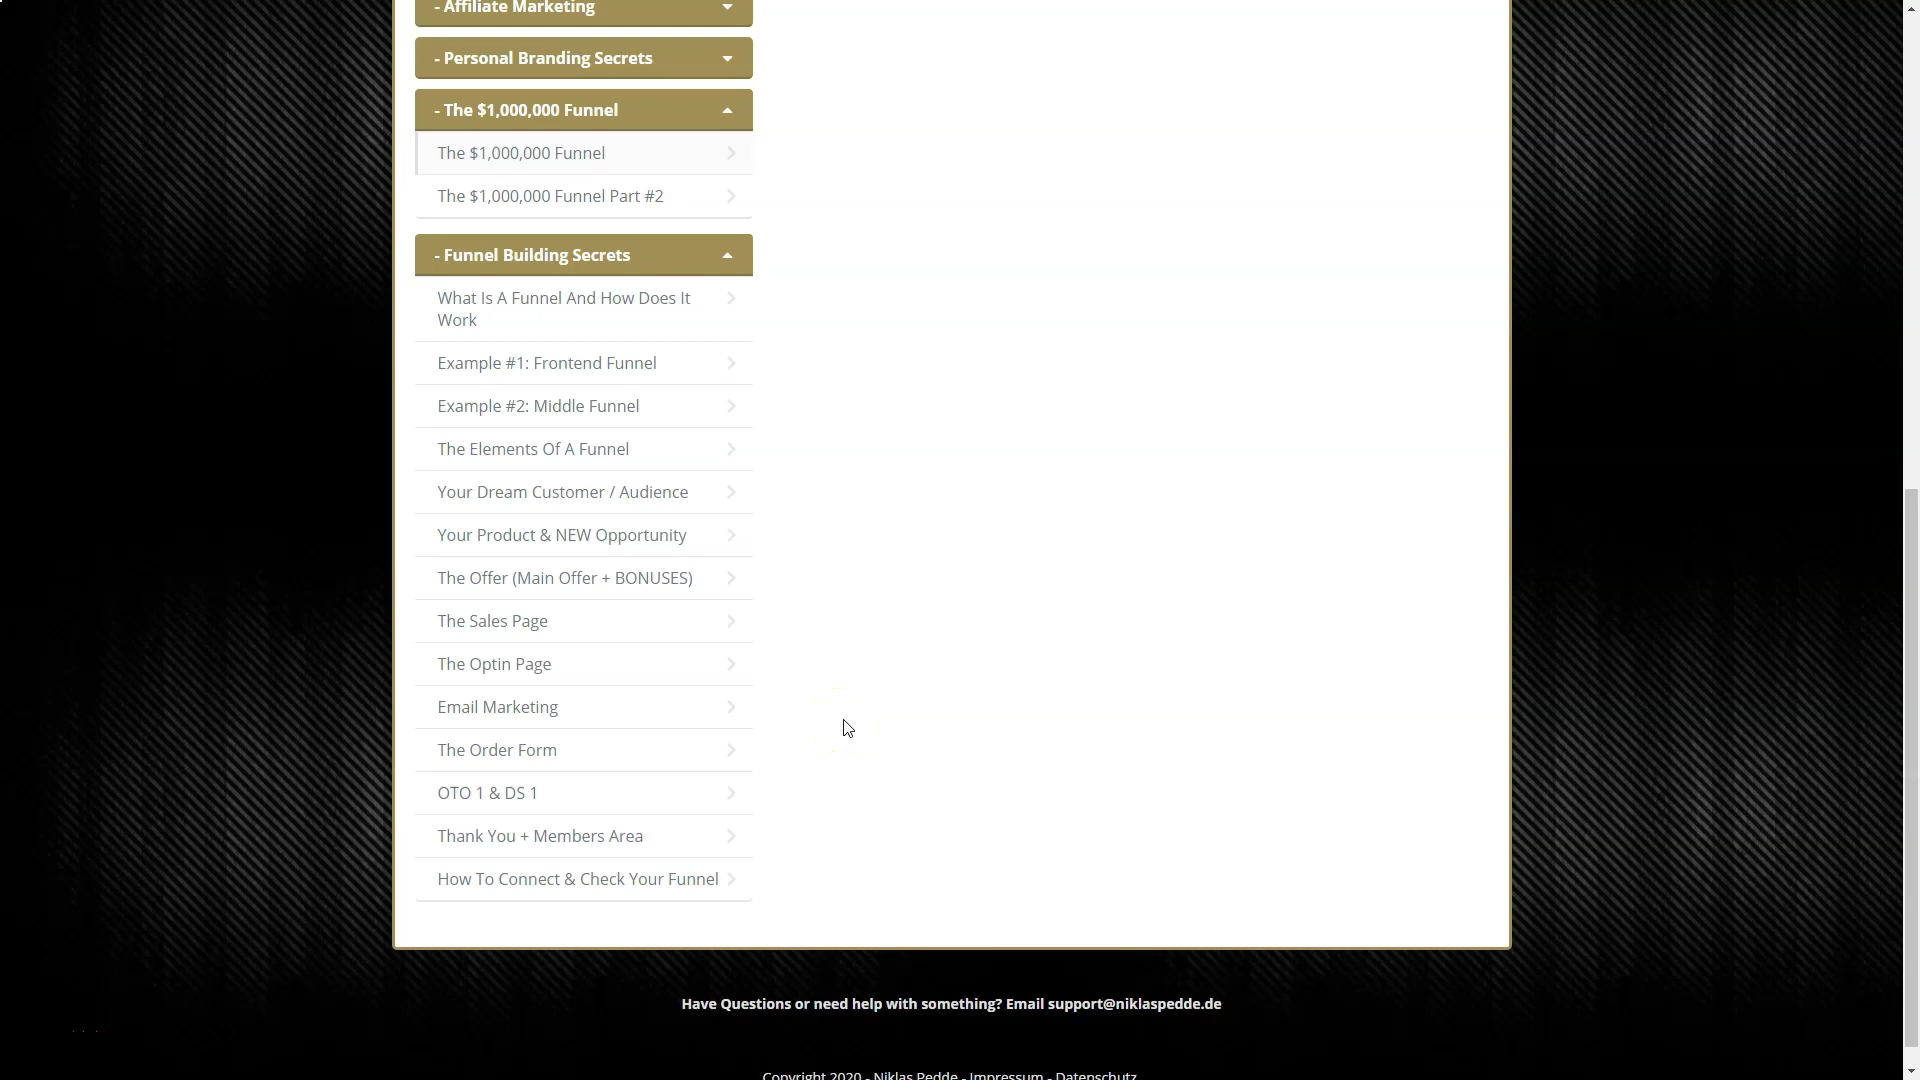 - Affiliate Marketing
- Personal Branding Secrets
- The $1,000,000 Funnel
The $1,000,000 Funnel
The $1,000,000 Funnel Part #2
- Funnel Building Secrets
What Is A Funnel And How Does It
Work
Example #1: Frontend Funnel
Example #2: Middle Funnel
The Elements Of A Funnel
Your Dream Customer / Audience
Your Product & NEW Opportunity
The Offer (Main Offer + BONUSES)
The Sales Page
The Optin Page
Email Marketing
The Order Form
OTO 1 & DS 1
Thank You + Members Area
How To Connect & Check Your Funnel
Have Questions or need help with something? Email support@niklaspedde.de
Copyright 2020 - Niklas Pedde - Impressum - Datenschutz